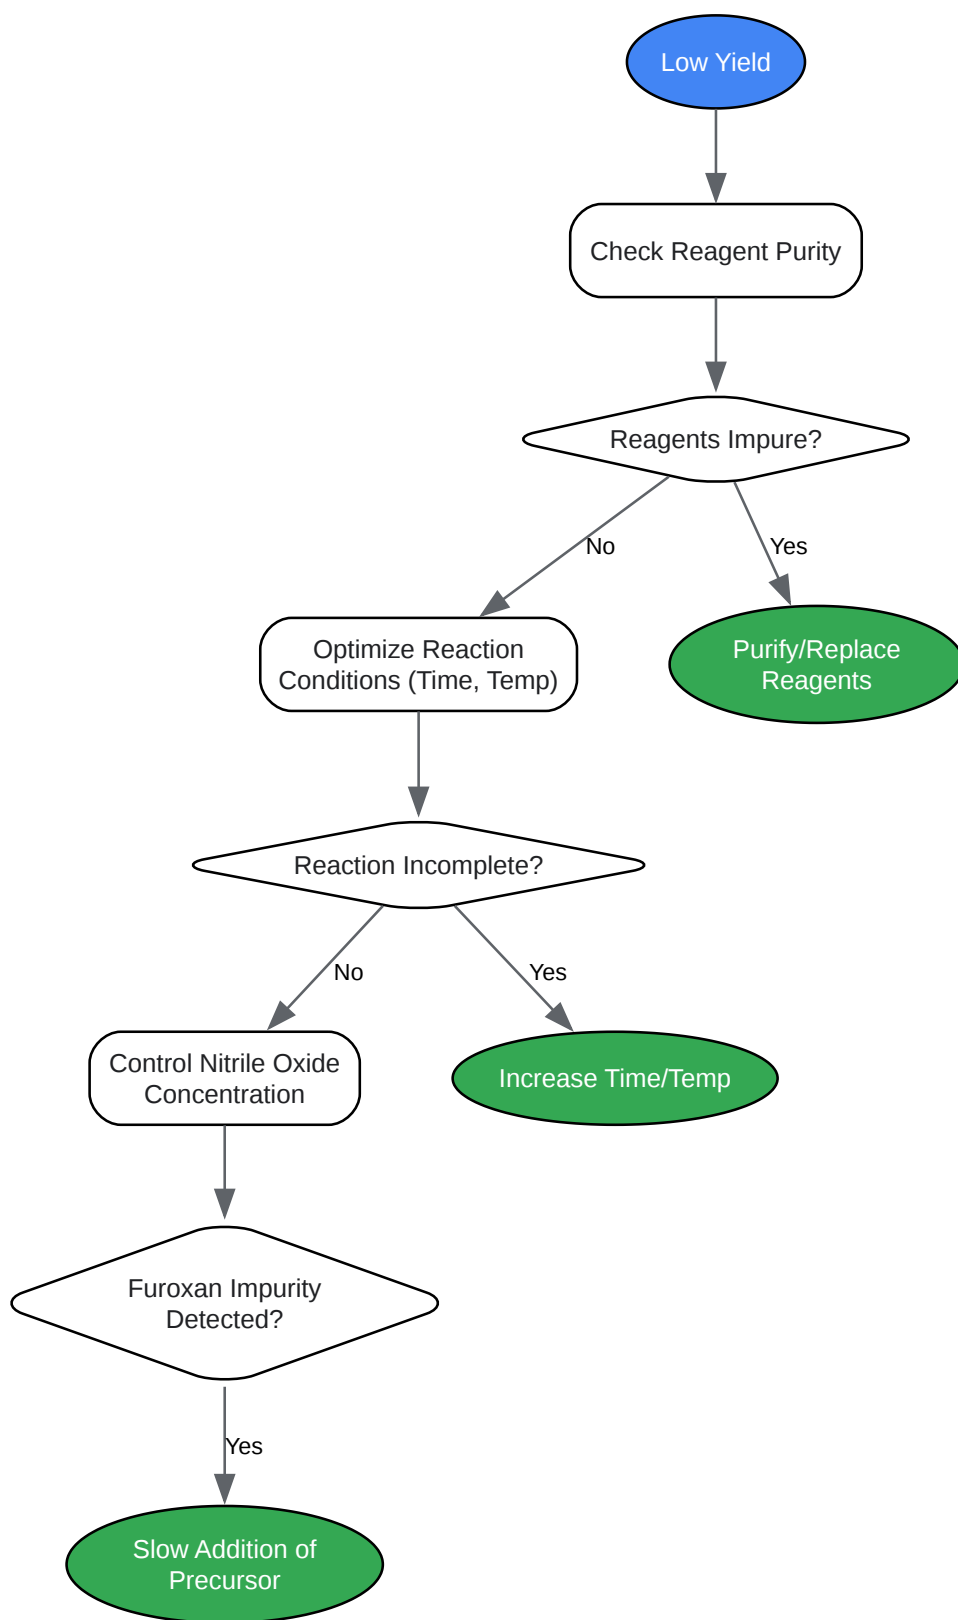 Low Yield
Check Reagent Purity
Reagents Impure?
No
Yes
Optimize Reaction
Conditions (Time, Temp)
Purify/Replace
Reagents
Reaction Incomplete?
No
Yes
Control Nitrile Oxide
Concentration
Increase Time/Temp
Furoxan Impurity
Detected?
Yes
Slow Addition of
Precursor